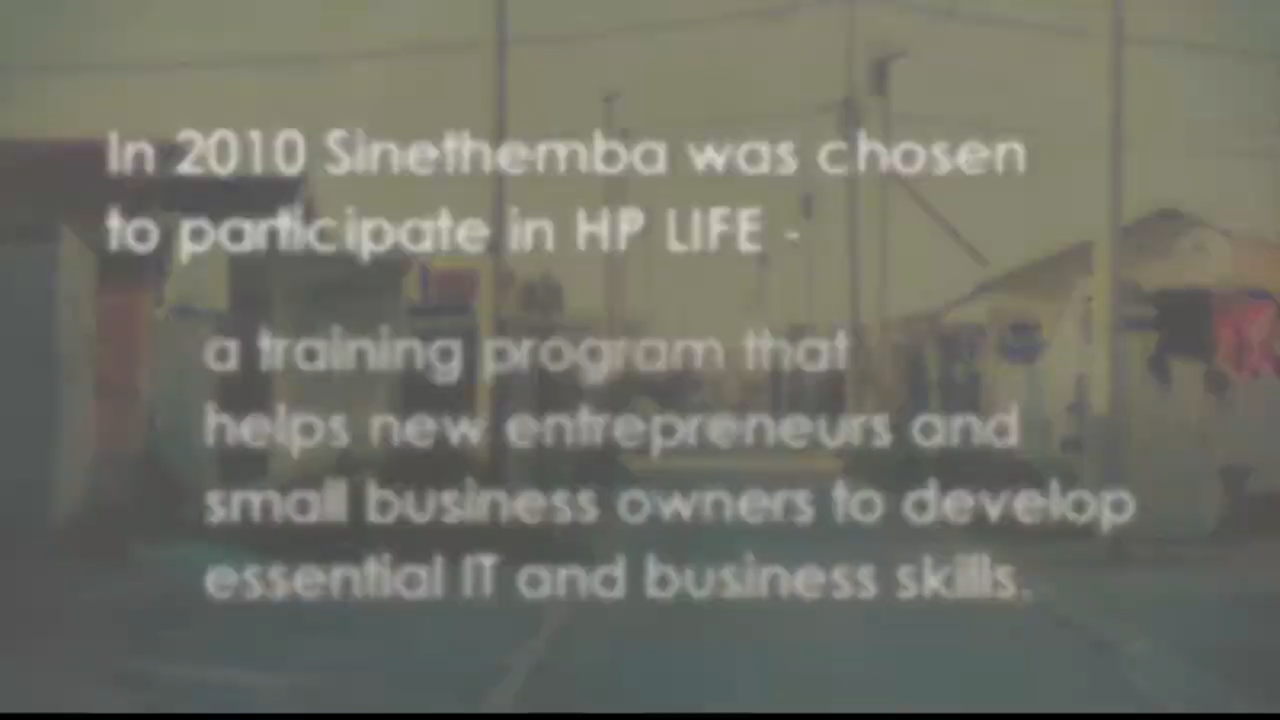 In 2010 Sinethemba was chosen
to participate in HP LIFE -
a training program that
helps new entrepreneurs and
small business owners to develop
essential IT and business skills.